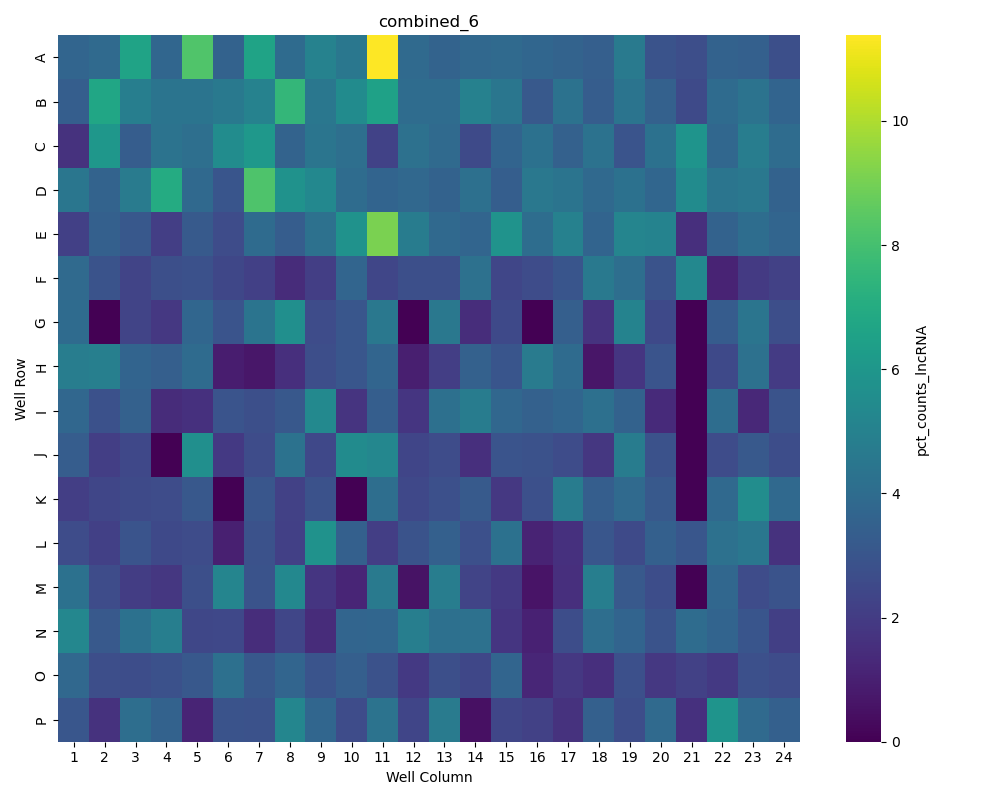 combined_6
A
B
C
D
E
F
G
H
I
J
K
L
M
N
O
P
Well Row
1 2 3 4 5 6 7 8 9 10 11 12 13 14 15 16 17 18 19 20 21 22 23 24
Well Column
10
8
6
4
2
0
pct_counts_lncRNA